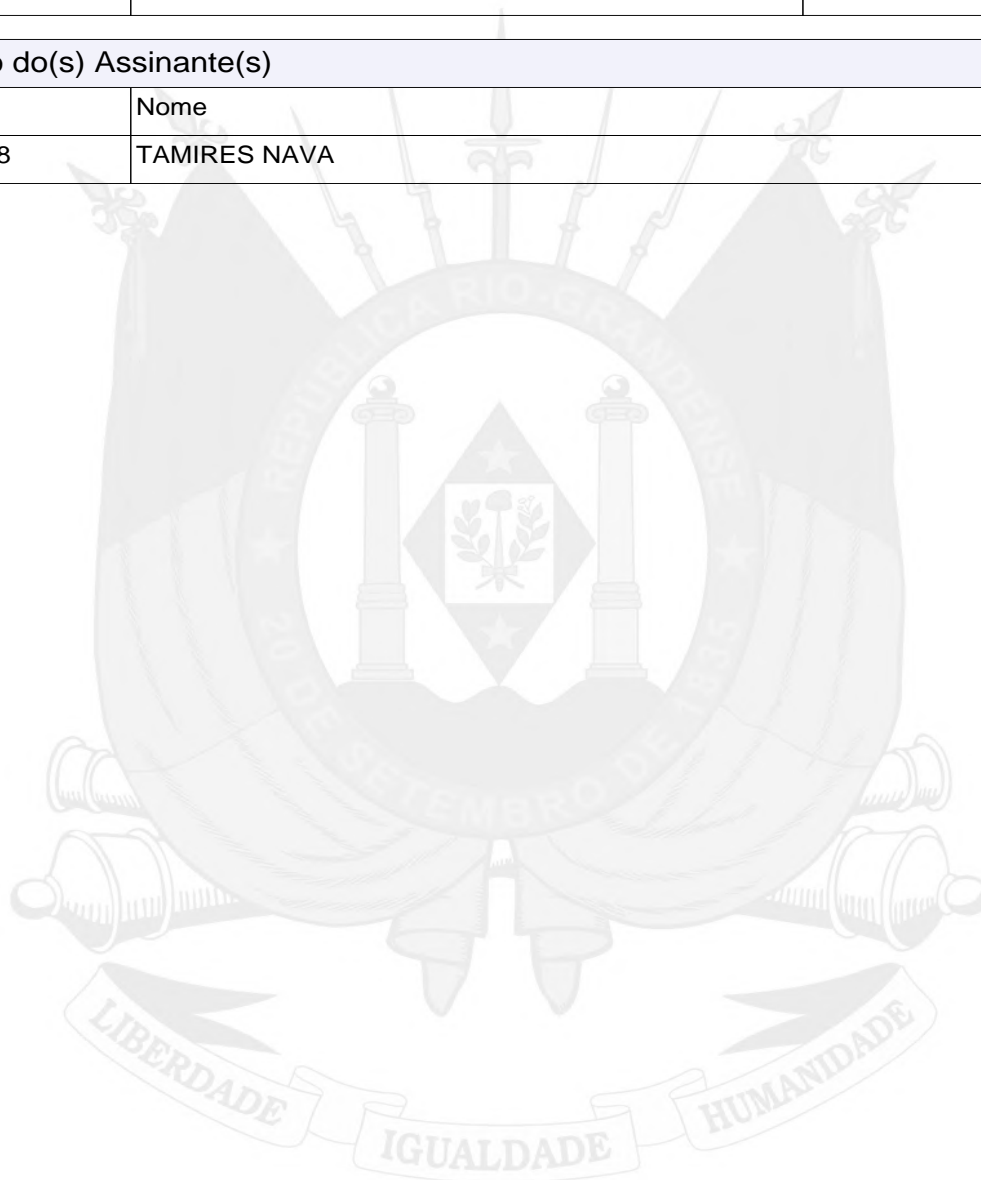 o do(s) Assinante(s)
Nome
8 TAMIRES NAVA
REPUBLICA RIO-GRANDENSE
20 DE SETEMBRO DE 1835
LIBERDADE IGUALDADE HUMANIDADE